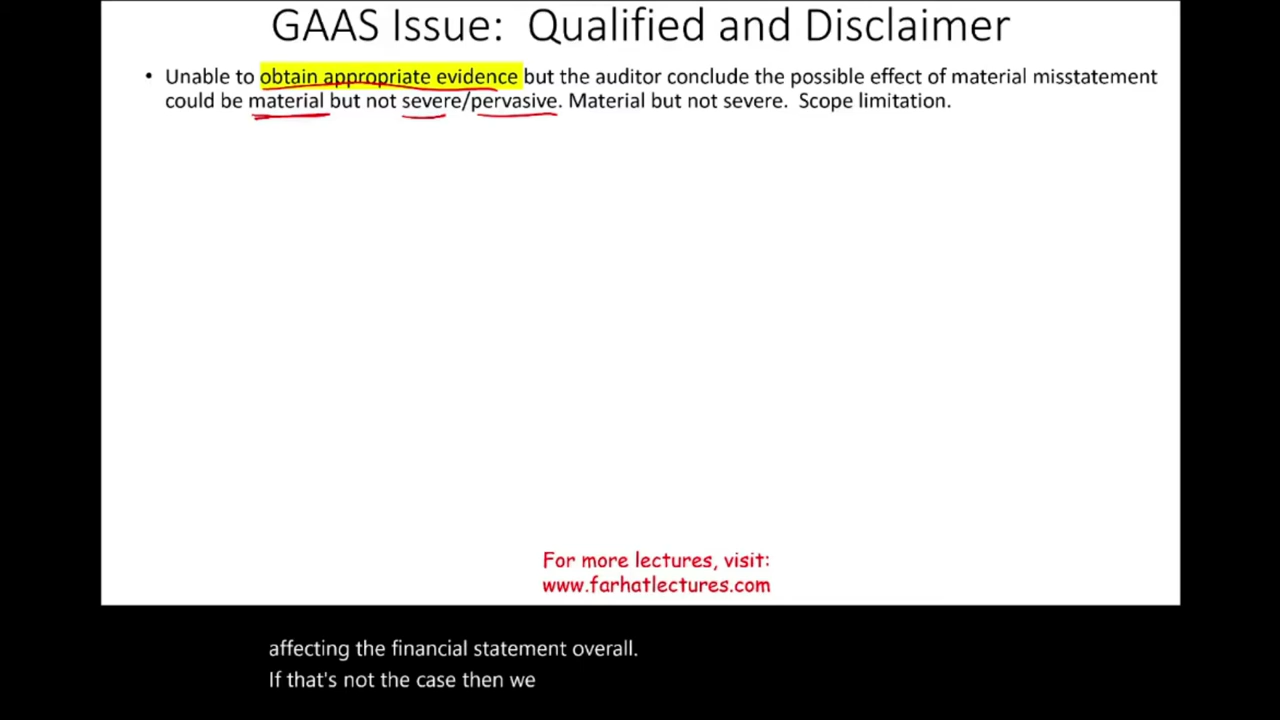 GAAS Issue: Qualified and Disclaimer
• Unable to obtain appropriate evidence but the auditor conclude the possible effect of material misstatement
could be material but not severe/pervasive. Material but not severe. Scope limitation.
For more lectures, visit:
www.farhatlectures.com
affecting the financial statement overall.
If that's not the case then we